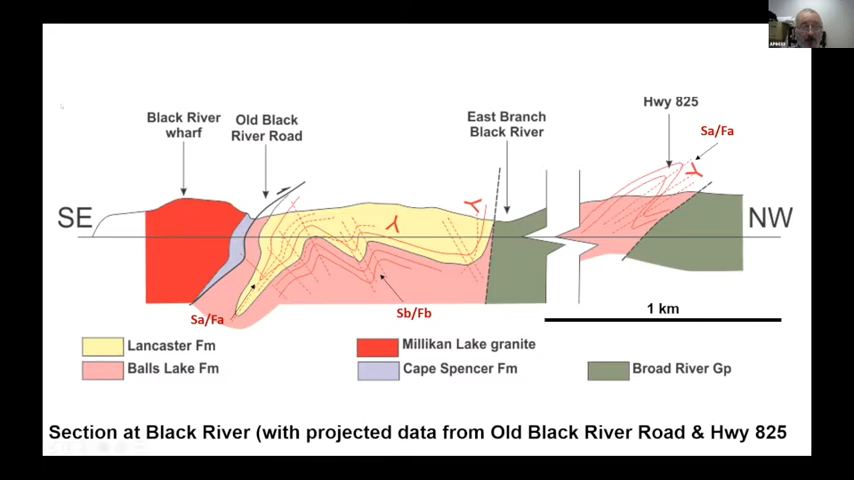 APRESS
Black River
wharf
Old Black
River Road
East Branch
Black River
Hwy 825
Sa/Fa
SE
NW
Sa/Fa
Sb/Fb
1 km
Lancaster Fm
Millikan Lake granite
Balls Lake Fm
Cape Spencer Fm
Broad River Gp
Section at Black River (with projected data from Old Black River Road & Hwy 825